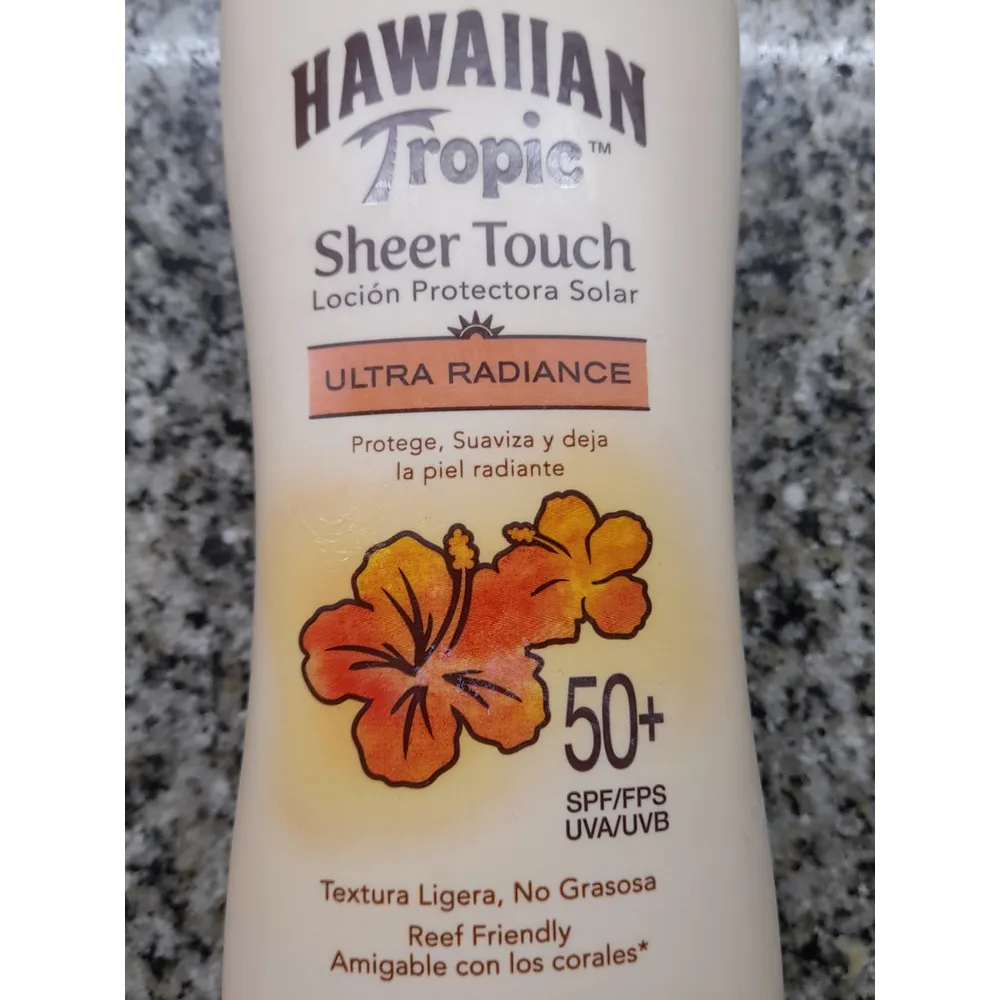 HAWAIIAN
Tropic™
Sheer Touch
Loción Protectora Solar
ULTRA RADIANCE
Protege, Suaviza y deja
la piel radiante
50+
SPF/FPS
UVA/UVB
Textura Ligera, No Grasosa
Reef Friendly
Amigable con los corales*